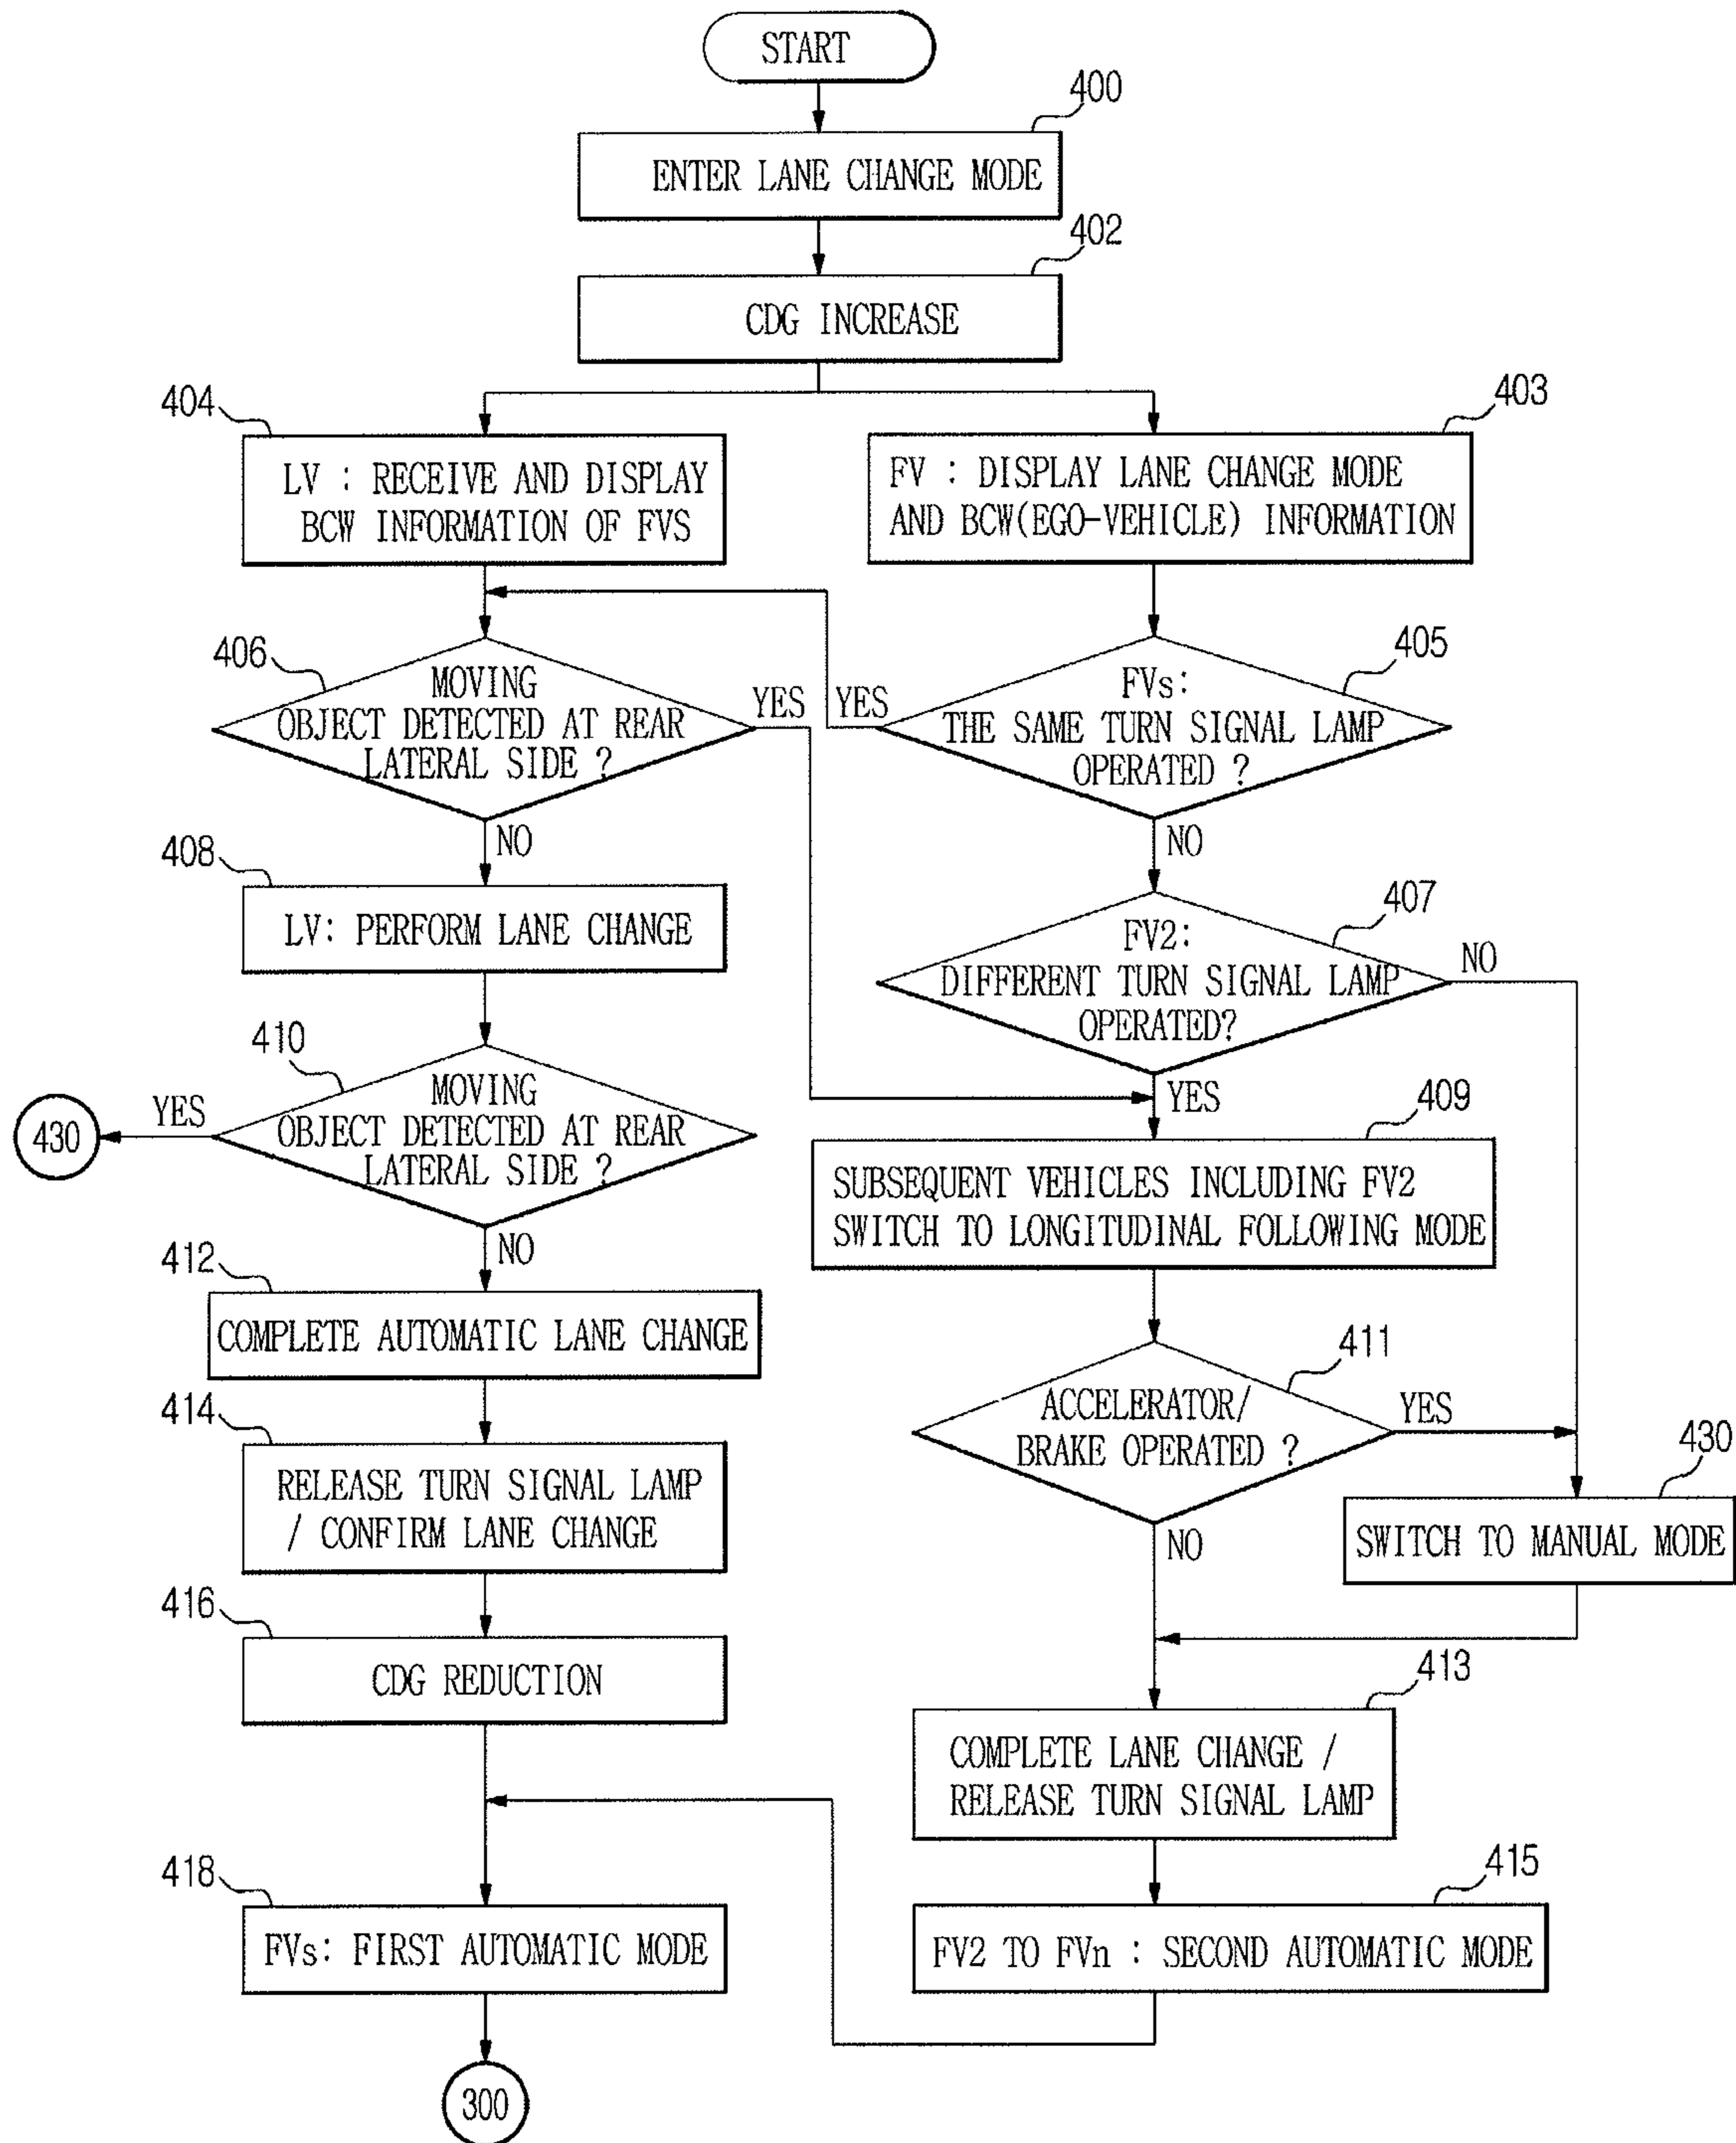 START
400
ENTER LANE CHANGE MODE
402
CDG INCREASE
404
LV : RECEIVE AND DISPLAY
BCW INFORMATION OF FVS
403
FV : DISPLAY LANE CHANGE MODE
AND BCW(EGO-VEHICLE) INFORMATION
406
MOVING
OBJECT DETECTED AT REAR
LATERAL SIDE ?
YES
NO
405
FVs:
THE SAME TURN SIGNAL LAMP
OPERATED ?
YES
NO
408
LV: PERFORM LANE CHANGE
407
FV2:
DIFFERENT TURN SIGNAL LAMP
OPERATED?
NO
YES
410
MOVING
OBJECT DETECTED AT REAR
LATERAL SIDE ?
YES
430
NO
409
SUBSEQUENT VEHICLES INCLUDING FV2
SWITCH TO LONGITUDINAL FOLLOWING MODE
412
COMPLETE AUTOMATIC LANE CHANGE
411
ACCELERATOR/
BRAKE OPERATED ?
YES
NO
414
RELEASE TURN SIGNAL LAMP
/ CONFIRM LANE CHANGE
430
SWITCH TO MANUAL MODE
416
CDG REDUCTION
413
COMPLETE LANE CHANGE /
RELEASE TURN SIGNAL LAMP
418
FVs: FIRST AUTOMATIC MODE
415
FV2 TO FVn : SECOND AUTOMATIC MODE
300